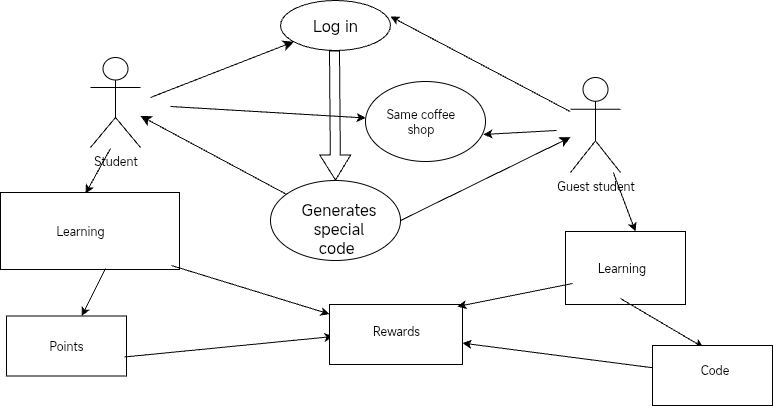 Log in
Same coffee
shop
Student
Guest student
Generates
special
code
Learning
Learning
Points
Rewards
Code